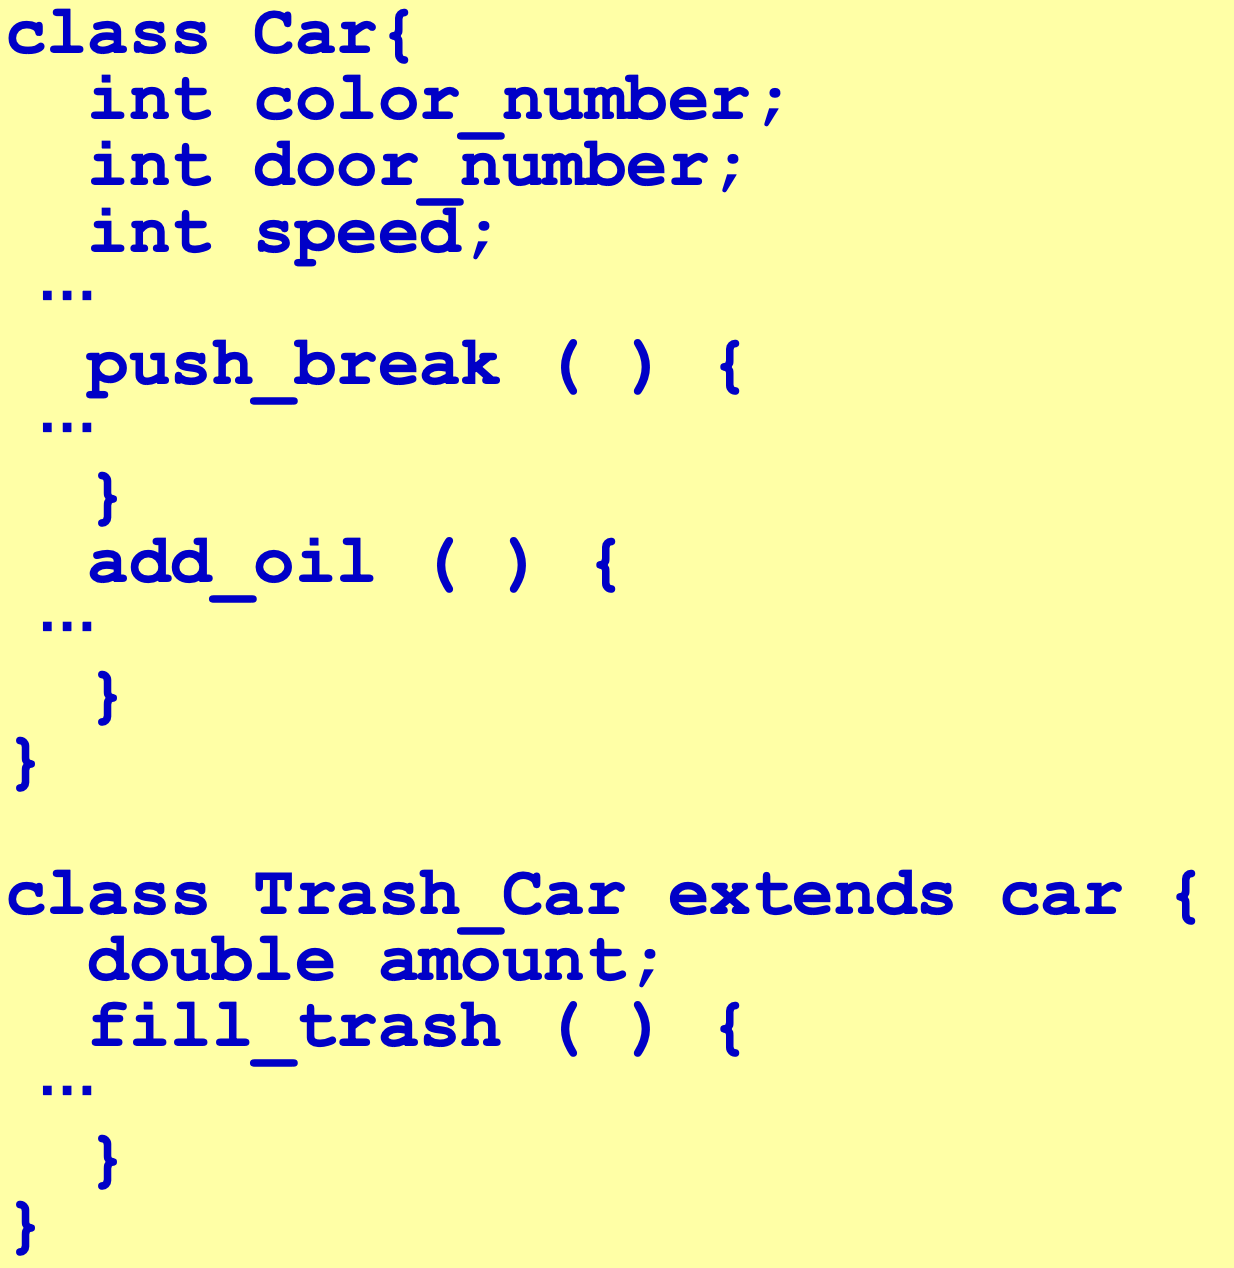 class Car{
int color_number;
int door_number;
int speed;
…
push_break ( ) {
…
}
add_oil ( ) {
…
}
}
class Trash_Car extends car {
double amount;
fill_trash ( ) {
…
}
}